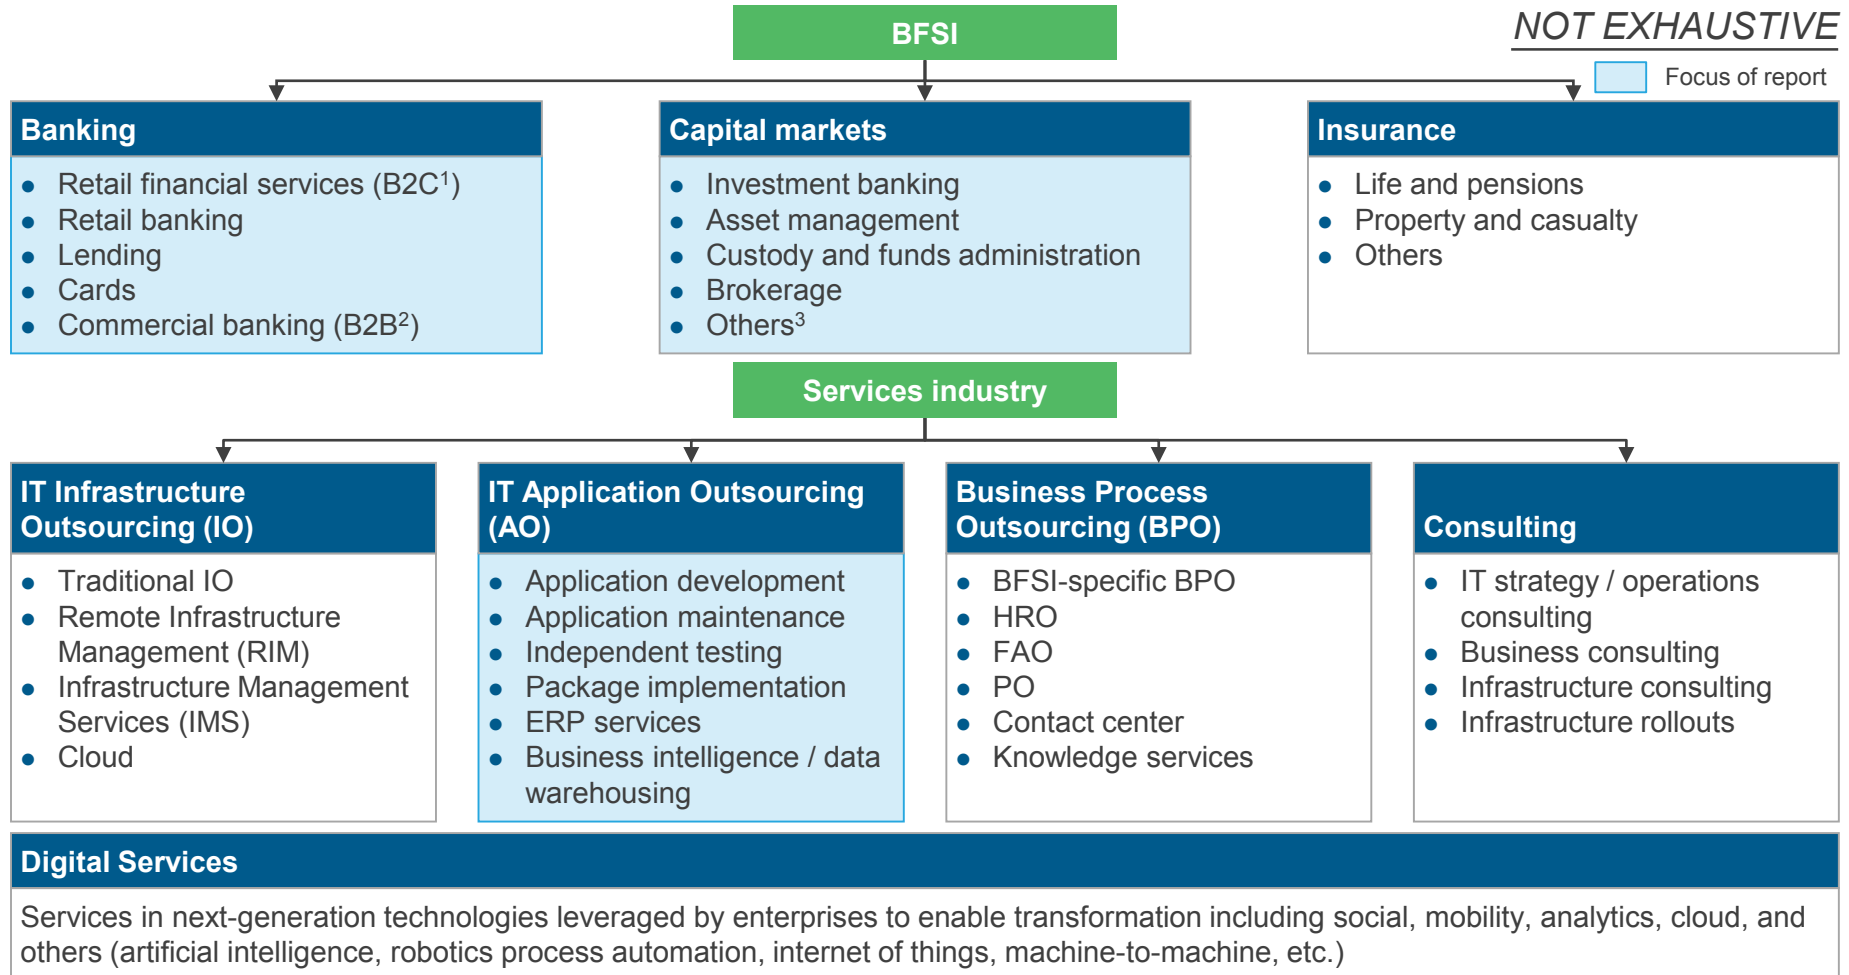 BFSI
NOT EXHAUSTIVE
Focus of report
Banking
● Retail financial services (B2C¹)
● Retail banking
● Lending
● Cards
● Commercial banking (B2B²)
Capital markets
● Investment banking
● Asset management
● Custody and funds administration
● Brokerage
● Others³
Insurance
● Life and pensions
● Property and casualty
● Others
Services industry
IT Infrastructure
Outsourcing (IO)
● Traditional IO
● Remote Infrastructure
Management (RIM)
● Infrastructure Management
Services (IMS)
● Cloud
IT Application Outsourcing
(AO)
● Application development
● Application maintenance
● Independent testing
● Package implementation
● ERP services
● Business intelligence / data
warehousing
Business Process
Outsourcing (BPO)
● BFSI-specific BPO
● HRO
● FAO
● PO
● Contact center
● Knowledge services
Consulting
● IT strategy / operations
consulting
● Business consulting
● Infrastructure consulting
● Infrastructure rollouts
Digital Services
Services in next-generation technologies leveraged by enterprises to enable transformation including social, mobility, analytics, cloud, and
others (artificial intelligence, robotics process automation, internet of things, machine-to-machine, etc.)